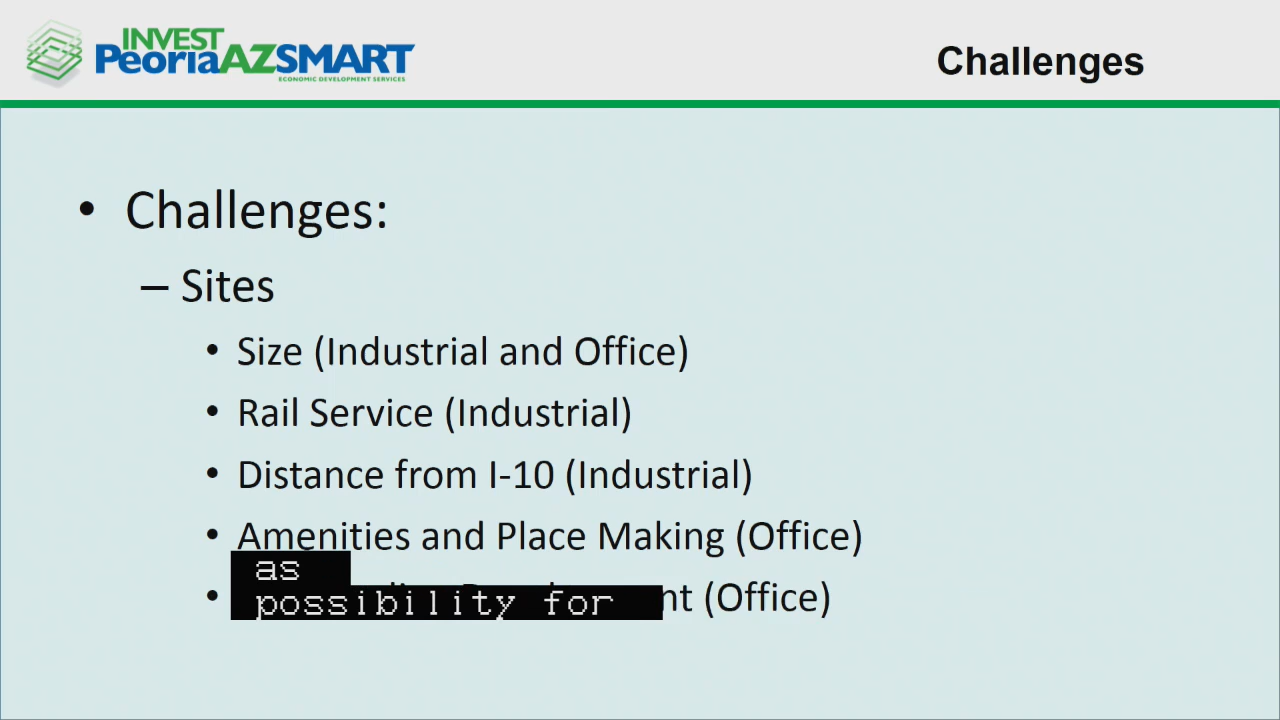 INVEST
PeoriaAZSMART
ECONOMIC DEVELOPMENT SERVICES
Challenges
• Challenges:
– Sites
• Size (Industrial and Office)
• Rail Service (Industrial)
• Distance from I-10 (Industrial)
• Amenities and Place Making (Office)
as
possibility for
• (Office)